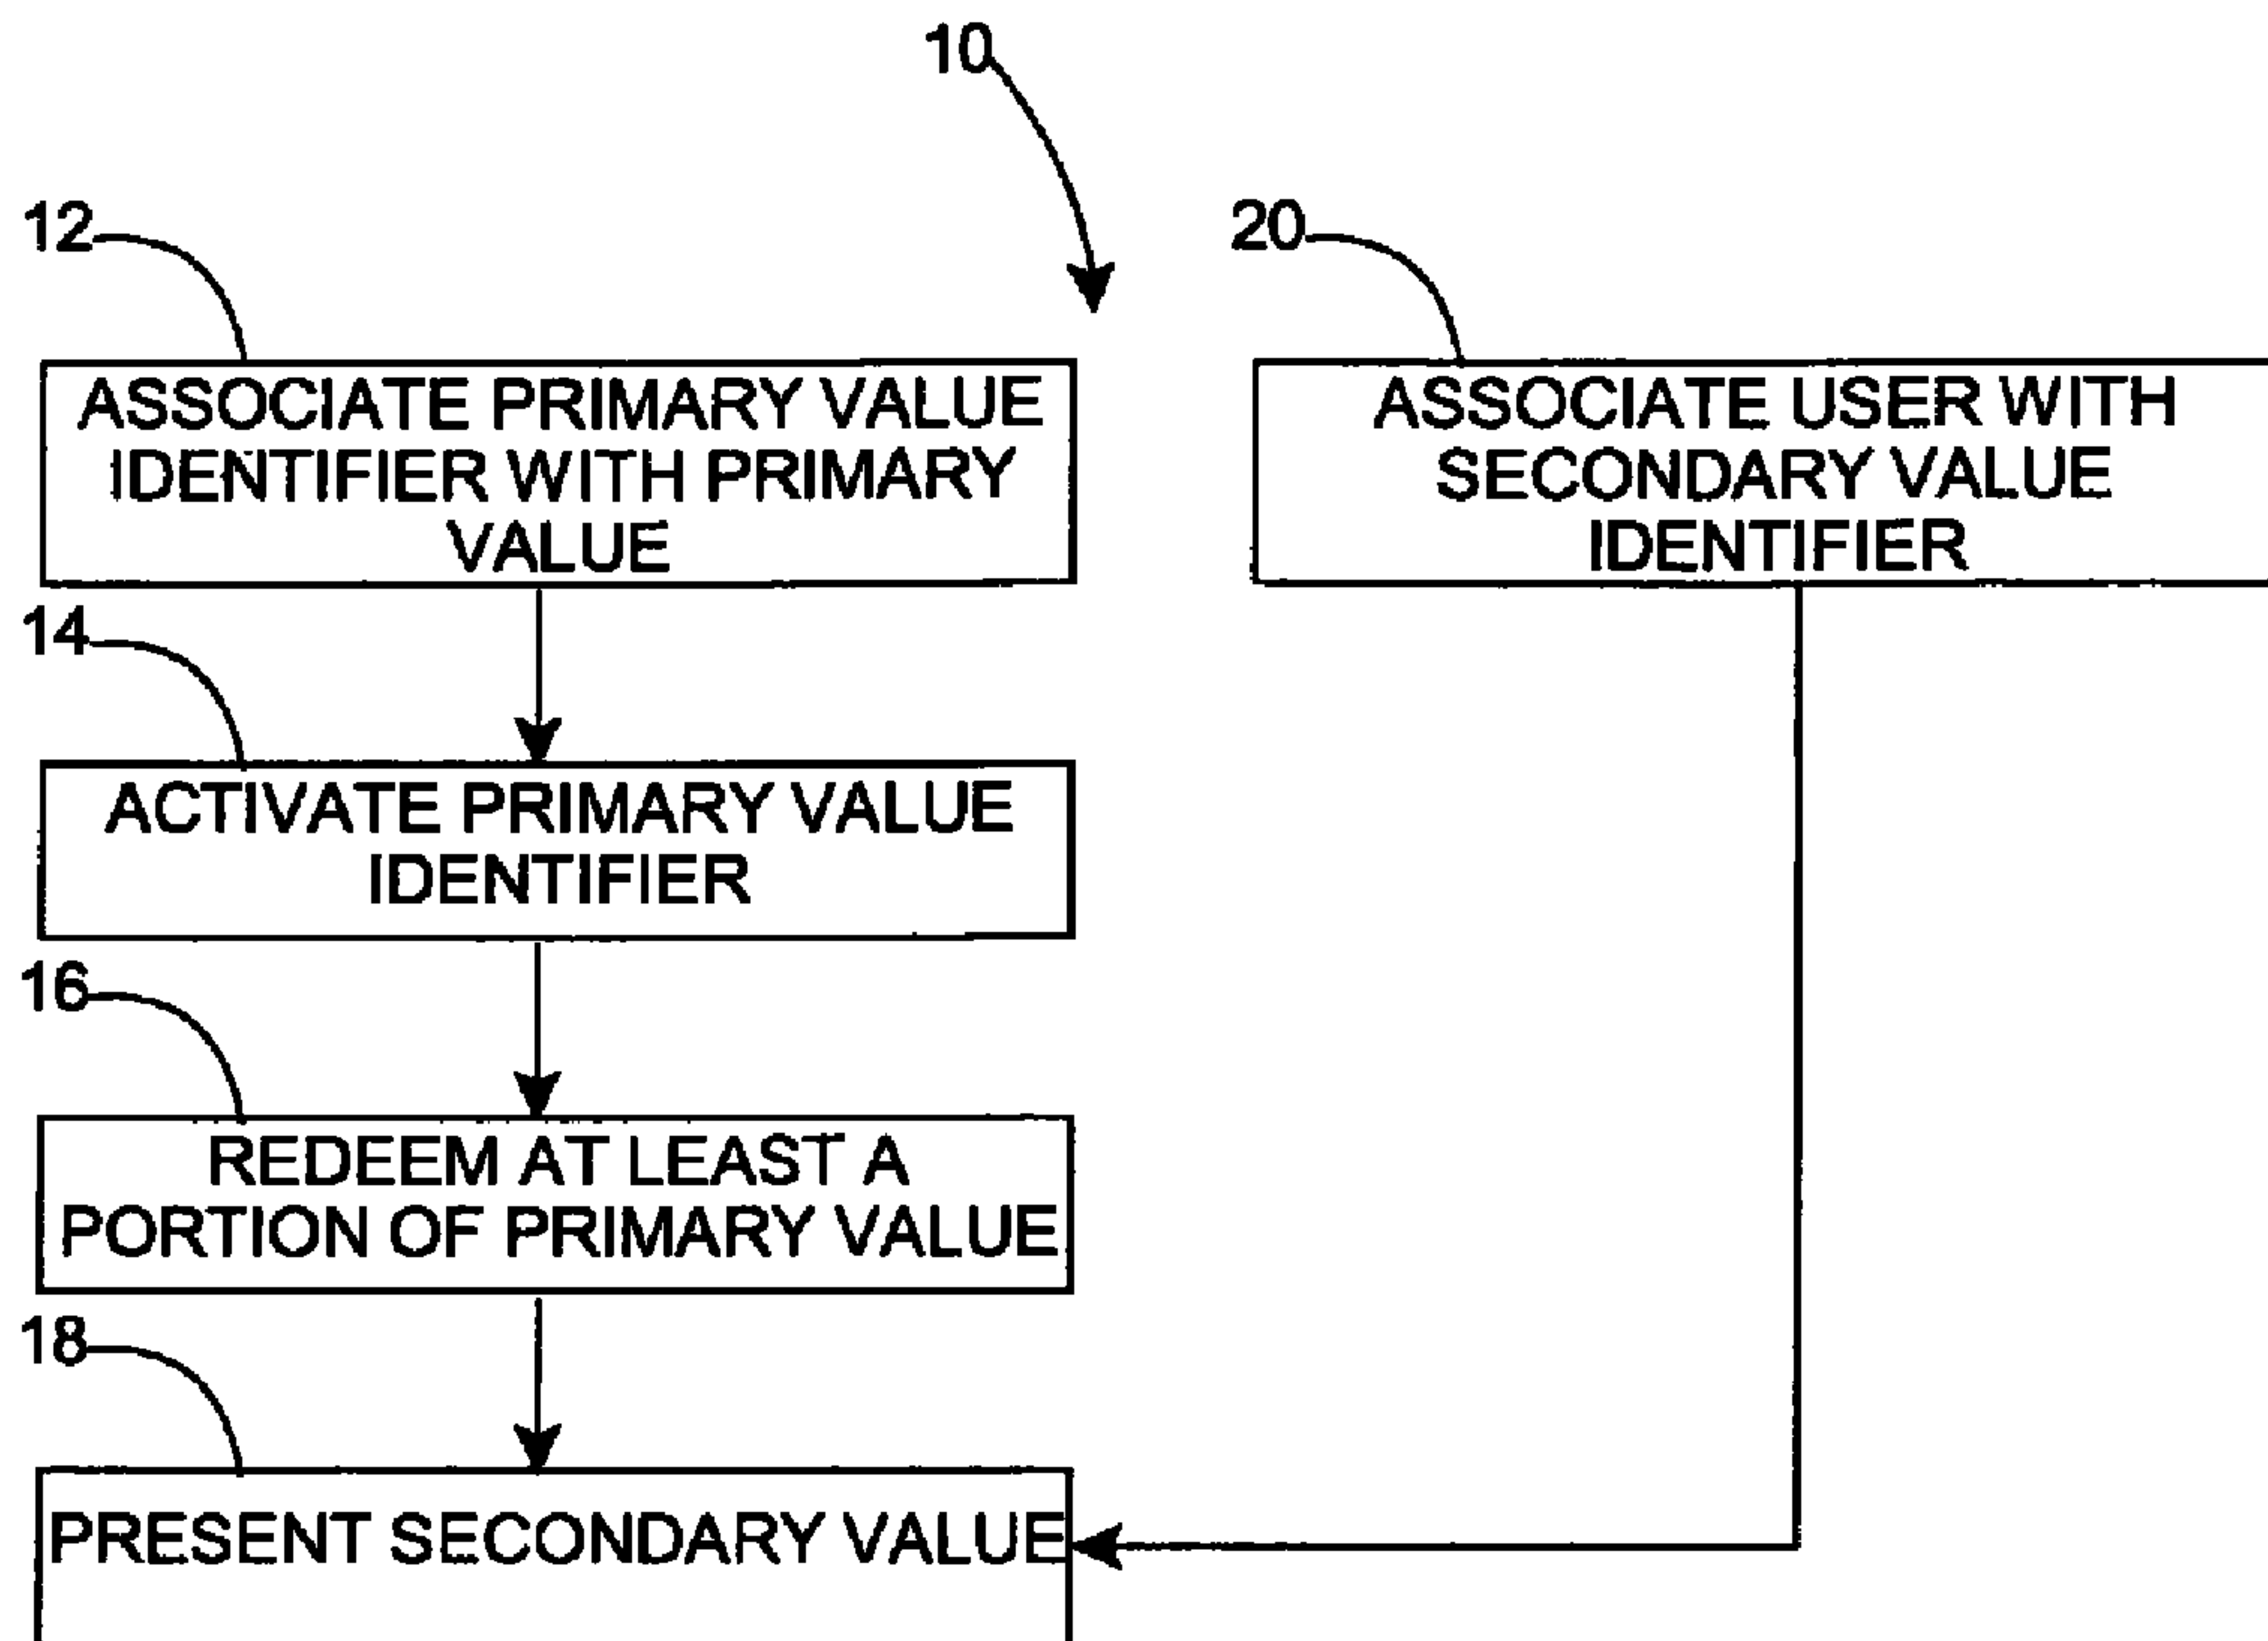 10
12
20
ASSOCIATE PRIMARY VALUE
IDENTIFIER WITH PRIMARY
VALUE
ASSOCIATE USER WITH
SECONDARY VALUE
IDENTIFIER
14
ACTIVATE PRIMARY VALUE
IDENTIFIER
16
REDEEM AT LEAST A
PORTION OF PRIMARY VALUE
18
PRESENT SECONDARY VALUE